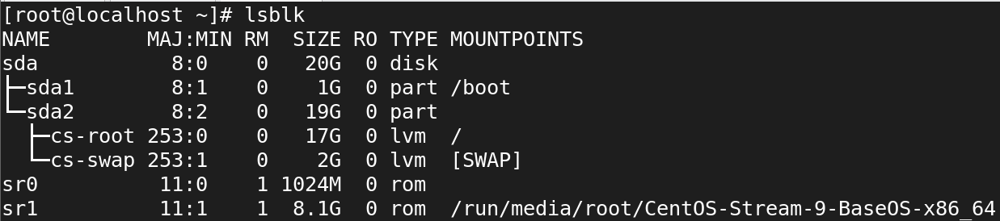 [root@localhost ~]# lsblk
NAME        MAJ:MIN RM  SIZE RO TYPE MOUNTPOINTS
sda           8:0    0   20G  0 disk
├─sda1        8:1    0    1G  0 part /boot
└─sda2        8:2    0   19G  0 part
  ├─cs-root 253:0    0   17G  0 lvm  /
  └─cs-swap 253:1    0    2G  0 lvm  [SWAP]
sr0          11:0    1 1024M  0 rom
sr1          11:1    1  8.1G  0 rom  /run/media/root/CentOS-Stream-9-BaseOS-x86_64